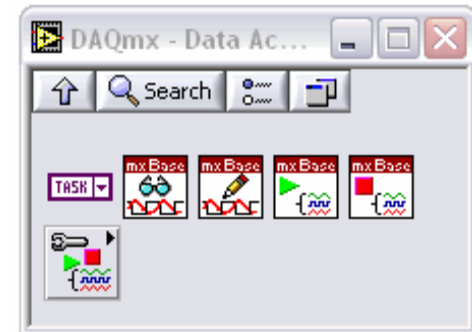 DAQmx - Data Ac...
Search
TASK mx Base mx Base mx Base mx Base